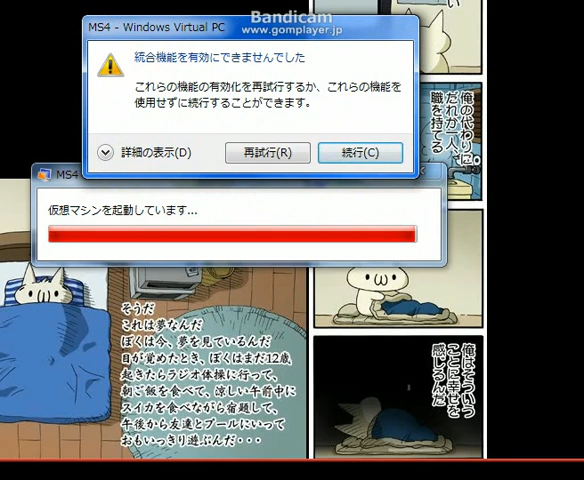 Bandicam
www.gomplayer.jp
MS4 - Windows Virtual PC
統合機能を有効にできませんでした
これらの機能の有効化を再試行するか、これらの機能を
使用せずに続行することができます。
詳細の表示(D)
再試行(R)
続行(C)
MS4
仮想マシンを起動しています...
い
俺の代わりに、
だれか一人、
職を持てる
そうだ
これは夢なんだ
ぼくは今、夢を見ているんだ
目が覚めたとき、ぼくはまだ12歳
起きたらラジオ体操に行って、
朝ご飯を食べて、涼しい午前中に
スイカを食べながら宿題して、
午後から友達とプールにいって
おもいっきり遊ぶんだ・・・
俺はそういう
ことに幸せを
感じるんだ